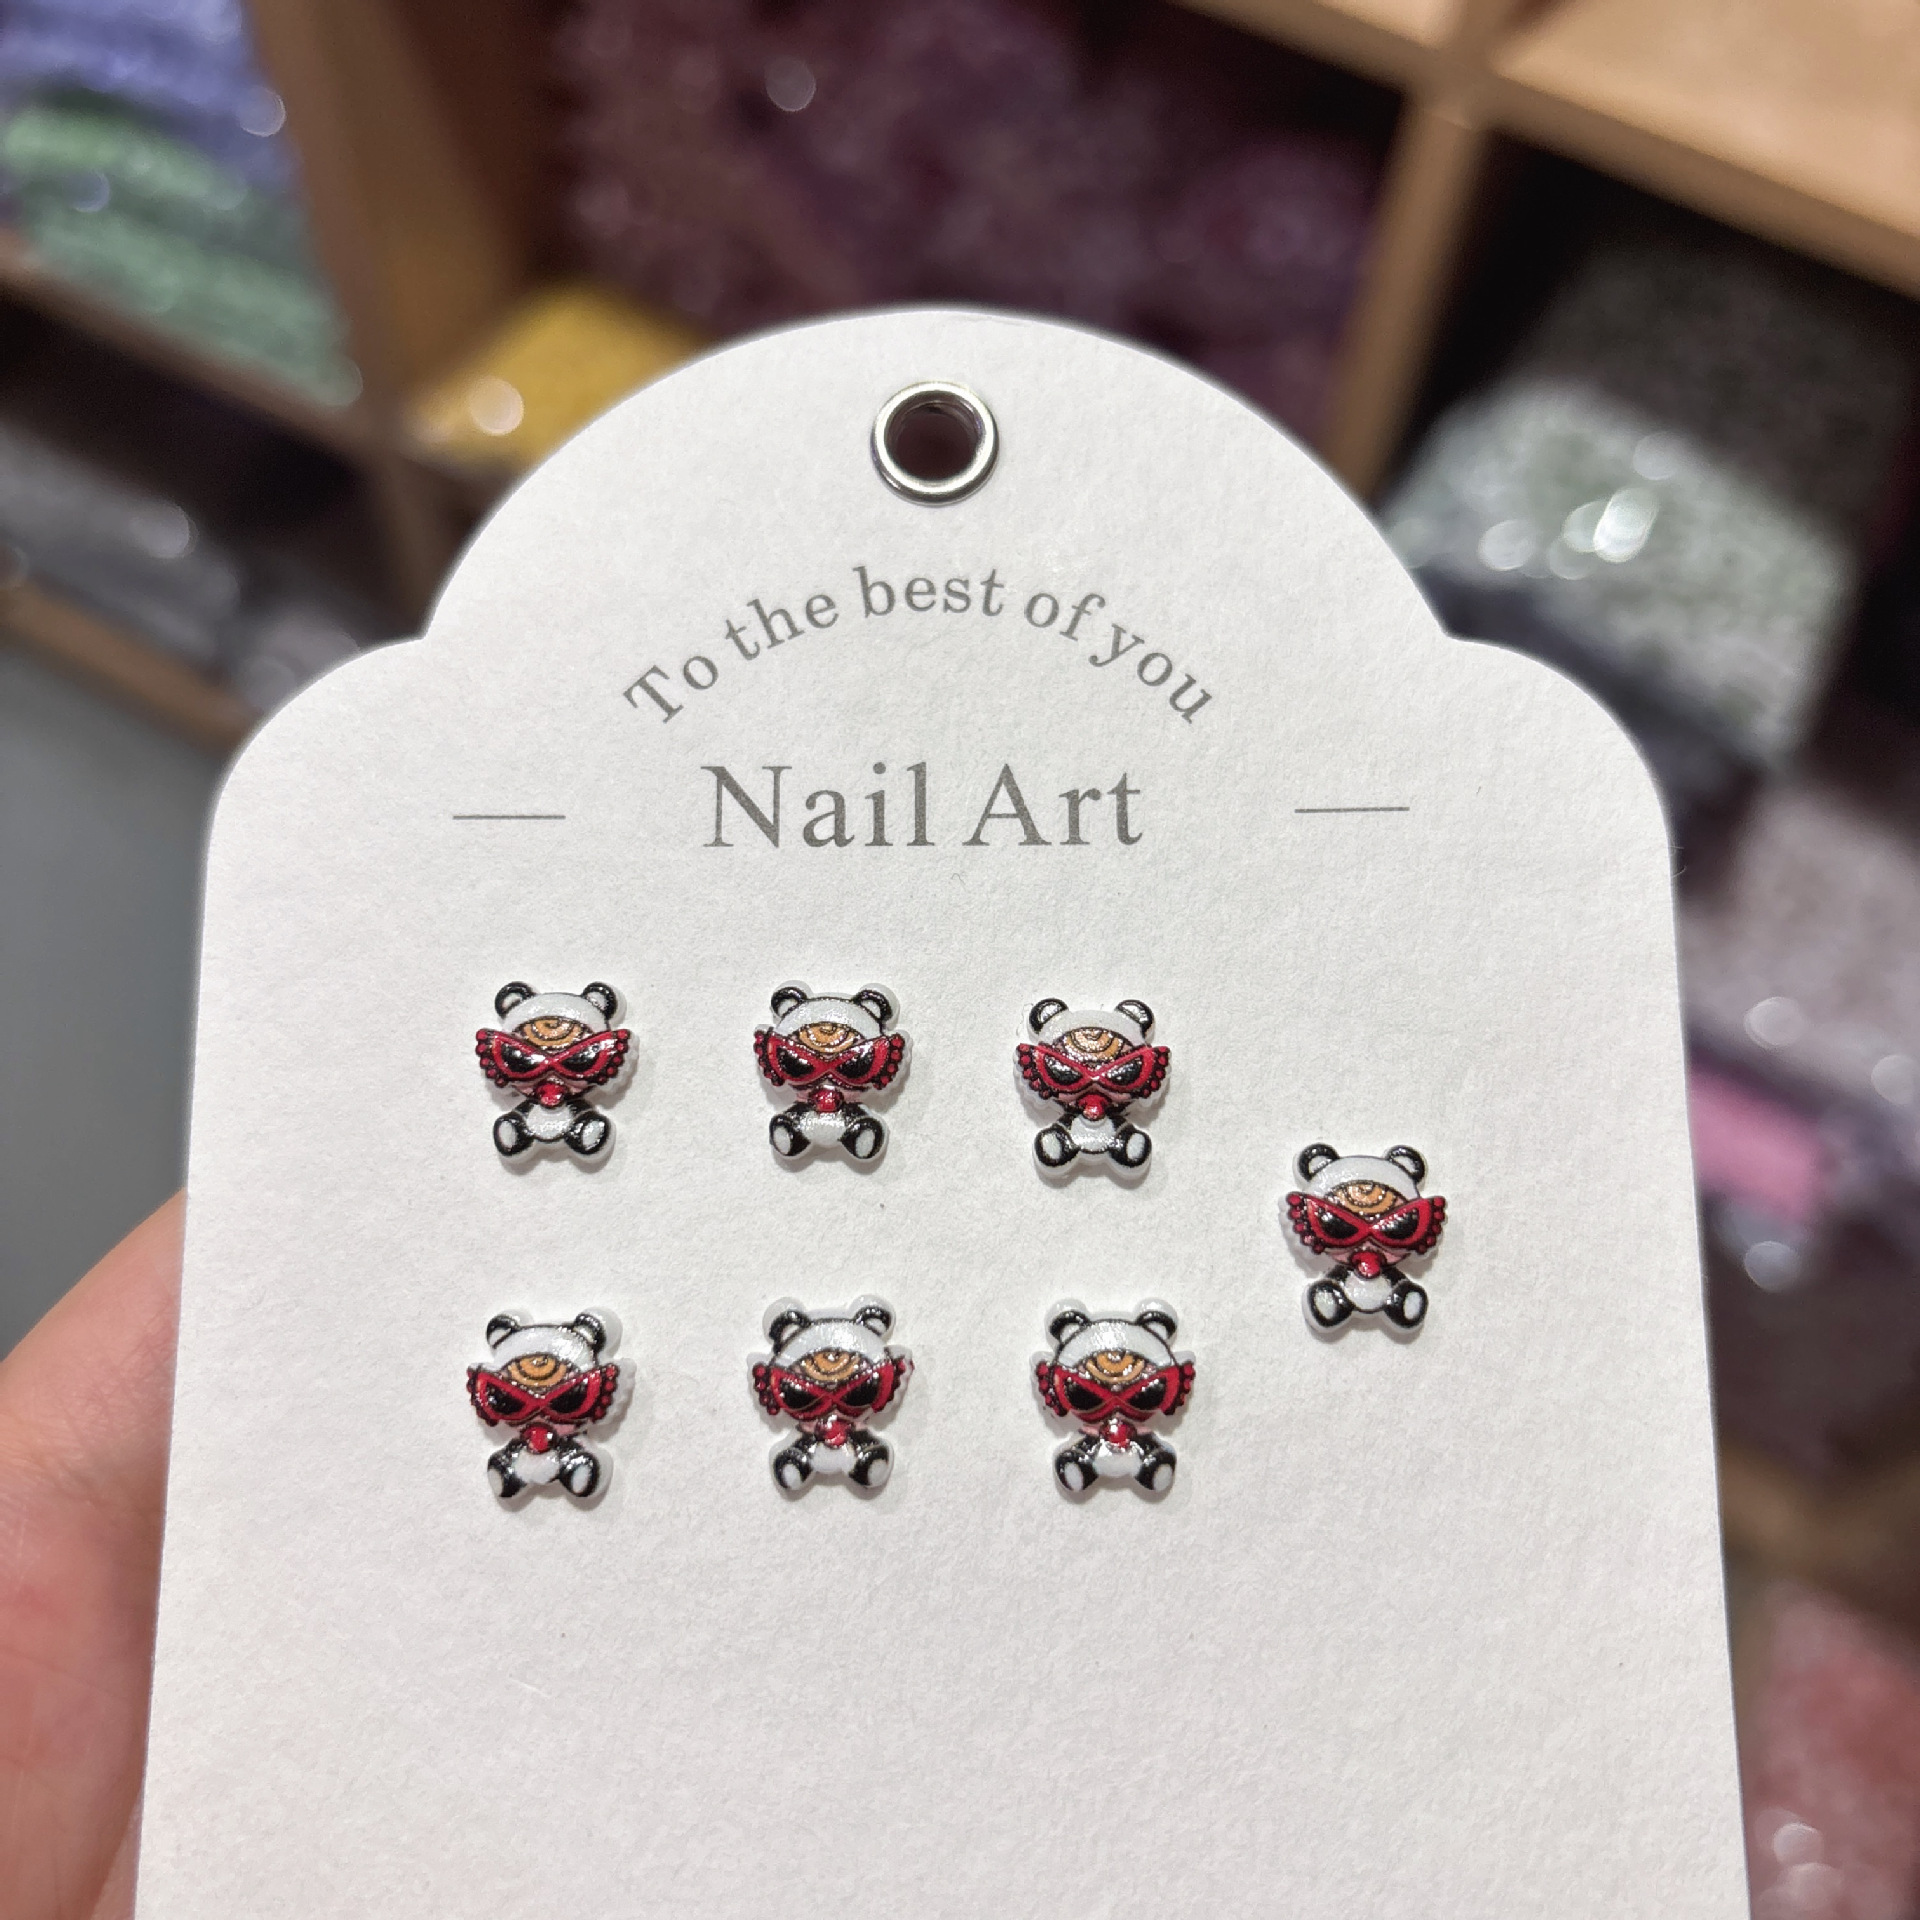 To the best of you
Nail Art